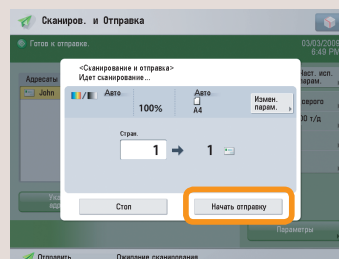 Сканиров. и Отправка
Готов к отправке.
03/03/2009
6:49 PM
Адресаты
John
<Сканирование и отправка>
Идет сканирование...
Авто
100%
Авто
A4
Измен.
парам.
Част. исп.
парам.
Стран.
1 → 1
Стоп
Начать отправку
Параметры
Отправить
Ожидание сканирования